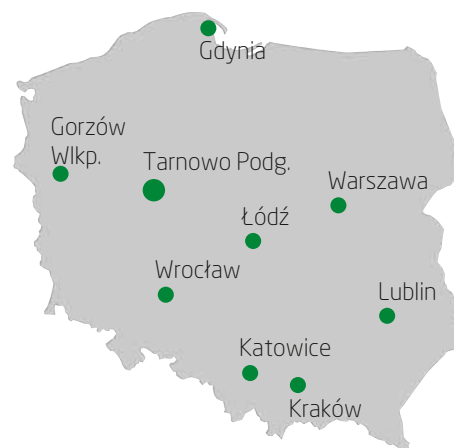 Gdynia
Gorzów
Wlkp.
Tarnowo Podg.
Warszawa
Łódź
Wrocław
Lublin
Katowice
Kraków